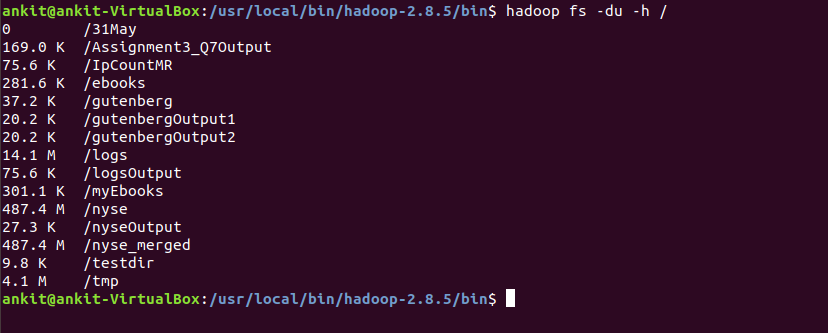 ankit@ankit-VirtualBox:/usr/local/bin/hadoop-2.8.5/bin$ hadoop fs -du -h /
0 /31May
169.0 K /Assignment3_Q7Output
75.6 K /IpCountMR
281.6 K /ebooks
37.2 K /gutenberg
20.2 K /gutenbergOutput1
20.2 K /gutenbergOutput2
14.1 M /logs
75.6 K /logsOutput
301.1 K /myEbooks
487.4 M /nyse
27.3 K /nyseOutput
487.4 M /nyse_merged
9.8 K /testdir
4.1 M /tmp
ankit@ankit-VirtualBox:/usr/local/bin/hadoop-2.8.5/bin$